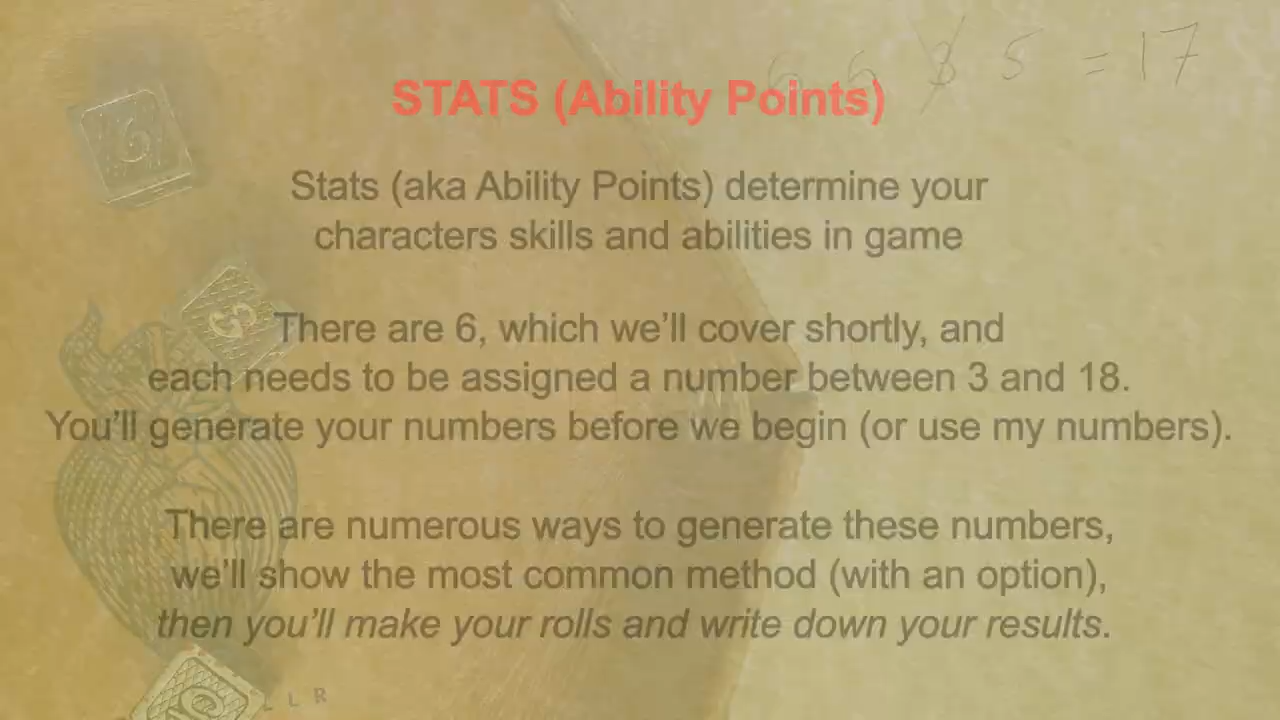 6 6 3 5 = 17
STATS (Ability Points)
Stats (aka Ability Points) determine your
characters skills and abilities in game
There are 6, which we’ll cover shortly, and
each needs to be assigned a number between 3 and 18.
You’ll generate your numbers before we begin (or use my numbers).
There are numerous ways to generate these numbers,
we’ll show the most common method (with an option),
then you’ll make your rolls and write down your results.
L L R